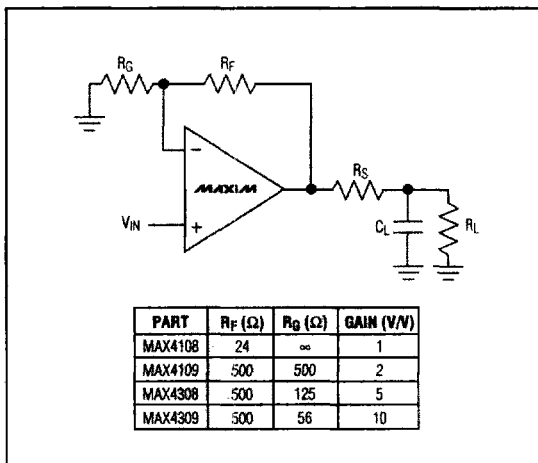 RG
RF
−
MAXIM
RS
VIN
+
CL
RL
PART RF (Ω) RG (Ω) GAIN (V/V)
MAX4108 24 ∞ 1
MAX4109 500 500 2
MAX4308 500 125 5
MAX4309 500 56 10